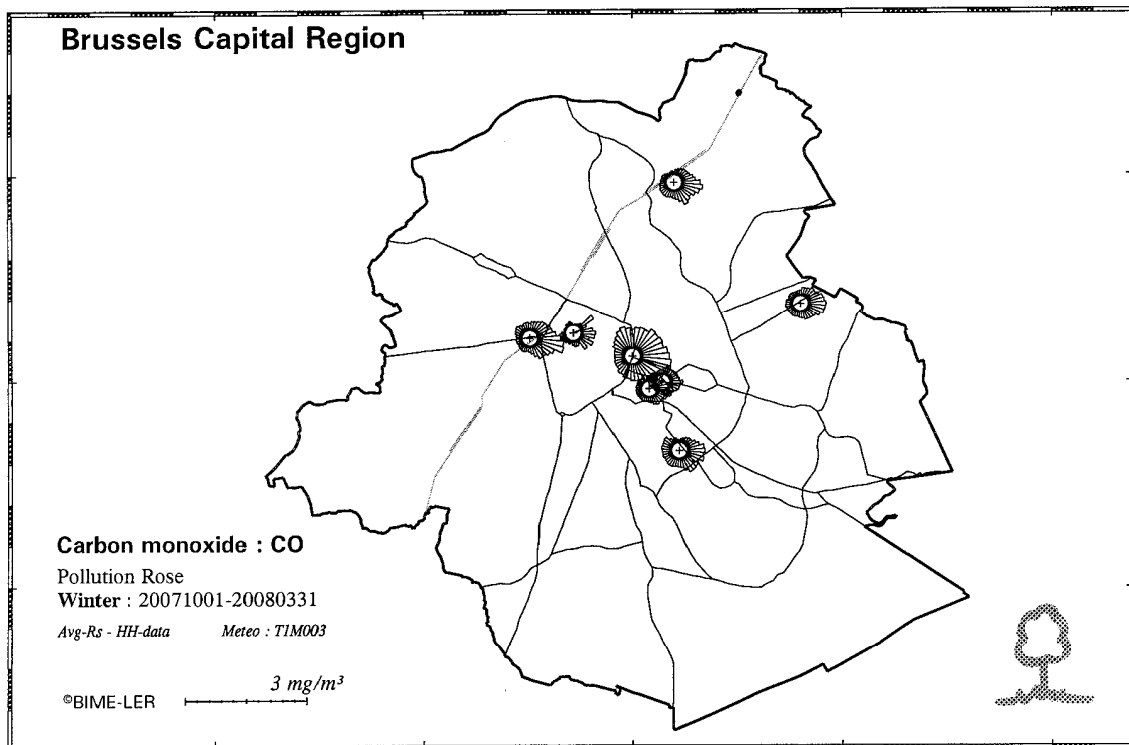 Brussels Capital Region
Carbon monoxide : CO
Pollution Rose
Winter : 20071001-20080331
Avg-Rs - HH-data Meteo : T1M003
3 mg/m³
©BIME-LER